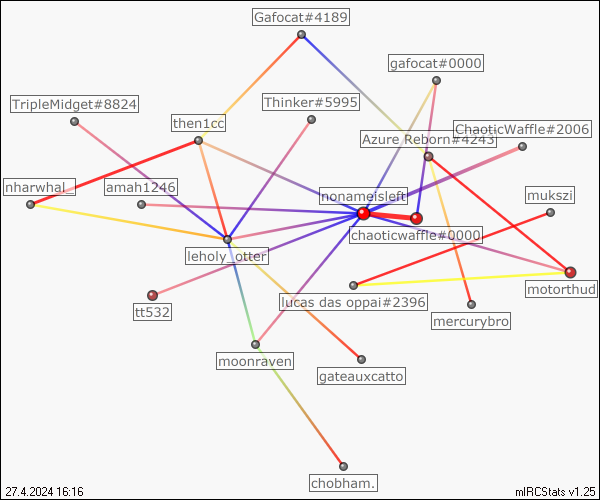 Gafocat#4189
gafocat#0000
TripleMidget#8824
Thinker#5995
then1cc
ChaoticWaffle#2006
Azure Reborn#4243
nharwhal_
amah1246
nonameisleft
mukszi
chaoticwaffle#0000
leholy_otter
motorthud
lucas das oppai#2396
tt532
mercurybro
moonraven
gateauxcatto
chobham.
27.4.2024 16:16
mIRCStats v1.25